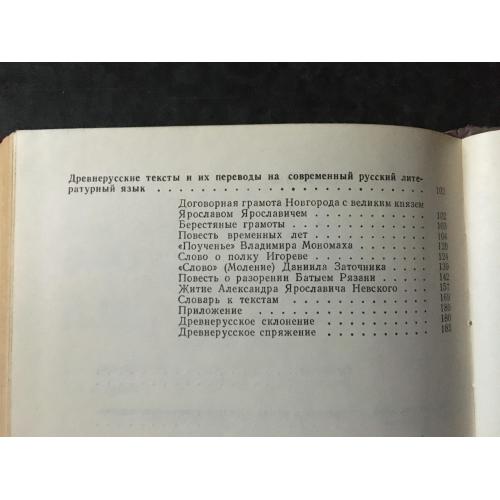 Древнерусские тексты и их переводы на современный русский лите-
ратурный язык . . . . . . . . . . . . . . . . . . . . 102
Договорная грамота Новгорода с великим князем
Ярославом Ярославичем . . . . . . . . . . 102
Берестяные грамоты . . . . . . . . . . . 103
Повесть временных лет . . . . . . . . . . 104
«Поученье» Владимира Мономаха . . . . . . . 120
Слово о полку Игореве . . . . . . . . . . 124
«Слово» (Моление) Даниила Заточника . . . . . 139
Повесть о разорении Батыем Рязани . . . . . . 142
Житие Александра Ярославича Невского . . . . . 157
Словарь к текстам . . . . . . . . . . . 169
Приложение . . . . . . . . . . . . . 180
Древнерусское склонение . . . . . . . . . 180
Древнерусское спряжение . . . . . . . . . 185